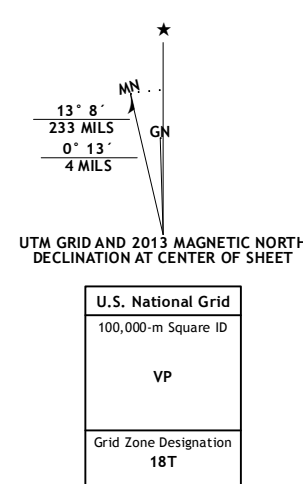 ★
MN
13° 8´
233 MILS
GN
0° 13´
4 MILS
UTM GRID AND 2013 MAGNETIC NORTH
DECLINATION AT CENTER OF SHEET
U.S. National Grid
100,000-m Square ID
VP
Grid Zone Designation
18T